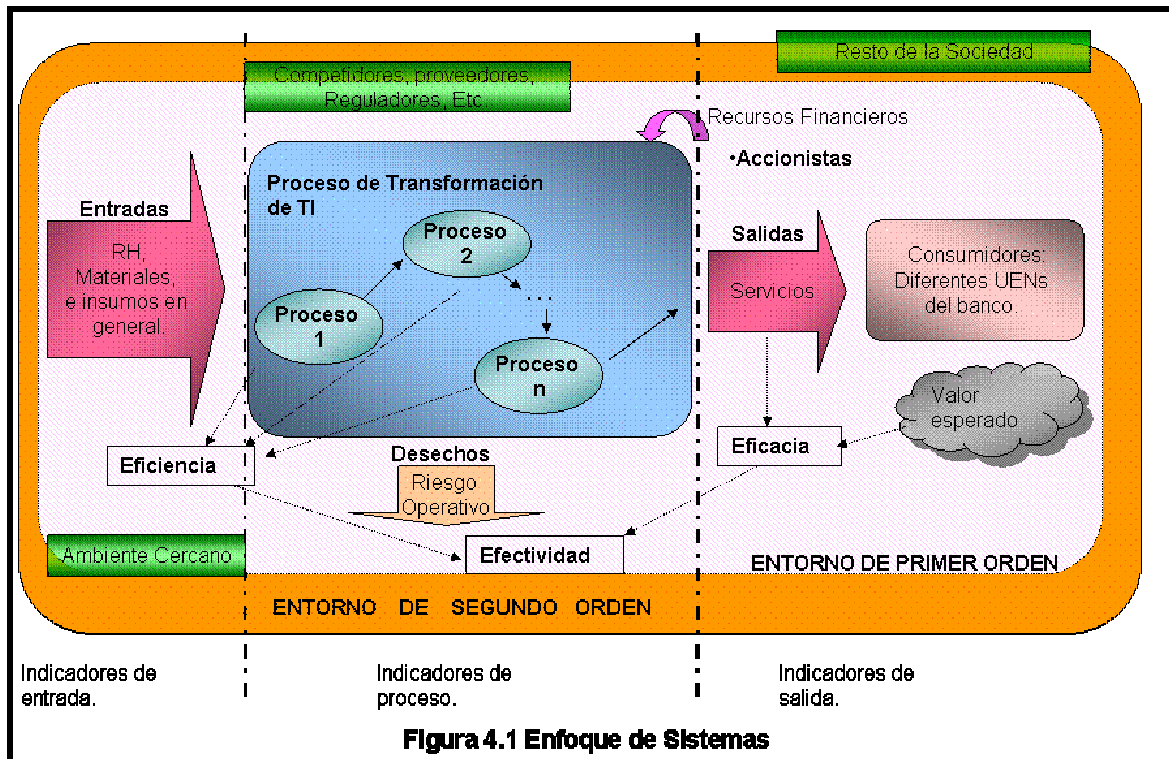 Resto de la Sociedad
Competidores, proveedores,
Reguladores, Etc
Recursos Financieros
•Accionistas
Proceso de Transformación
de TI
Entradas
RH,
Materiales,
e insumos en
general.
Proceso
1
Proceso
2
...
Proceso
n
Salidas
Servicios
Consumidores:
Diferentes UENs
del banco.
Valor
esperado
Eficiencia
Desechos
Riesgo
Operativo
Eficacia
Efectividad
Ambiente Cercano
ENTORNO DE PRIMER ORDEN
ENTORNO DE SEGUNDO ORDEN
Indicadores de
entrada.
Indicadores de
proceso.
Indicadores de
salida.
Figura 4.1 Enfoque de Sistemas